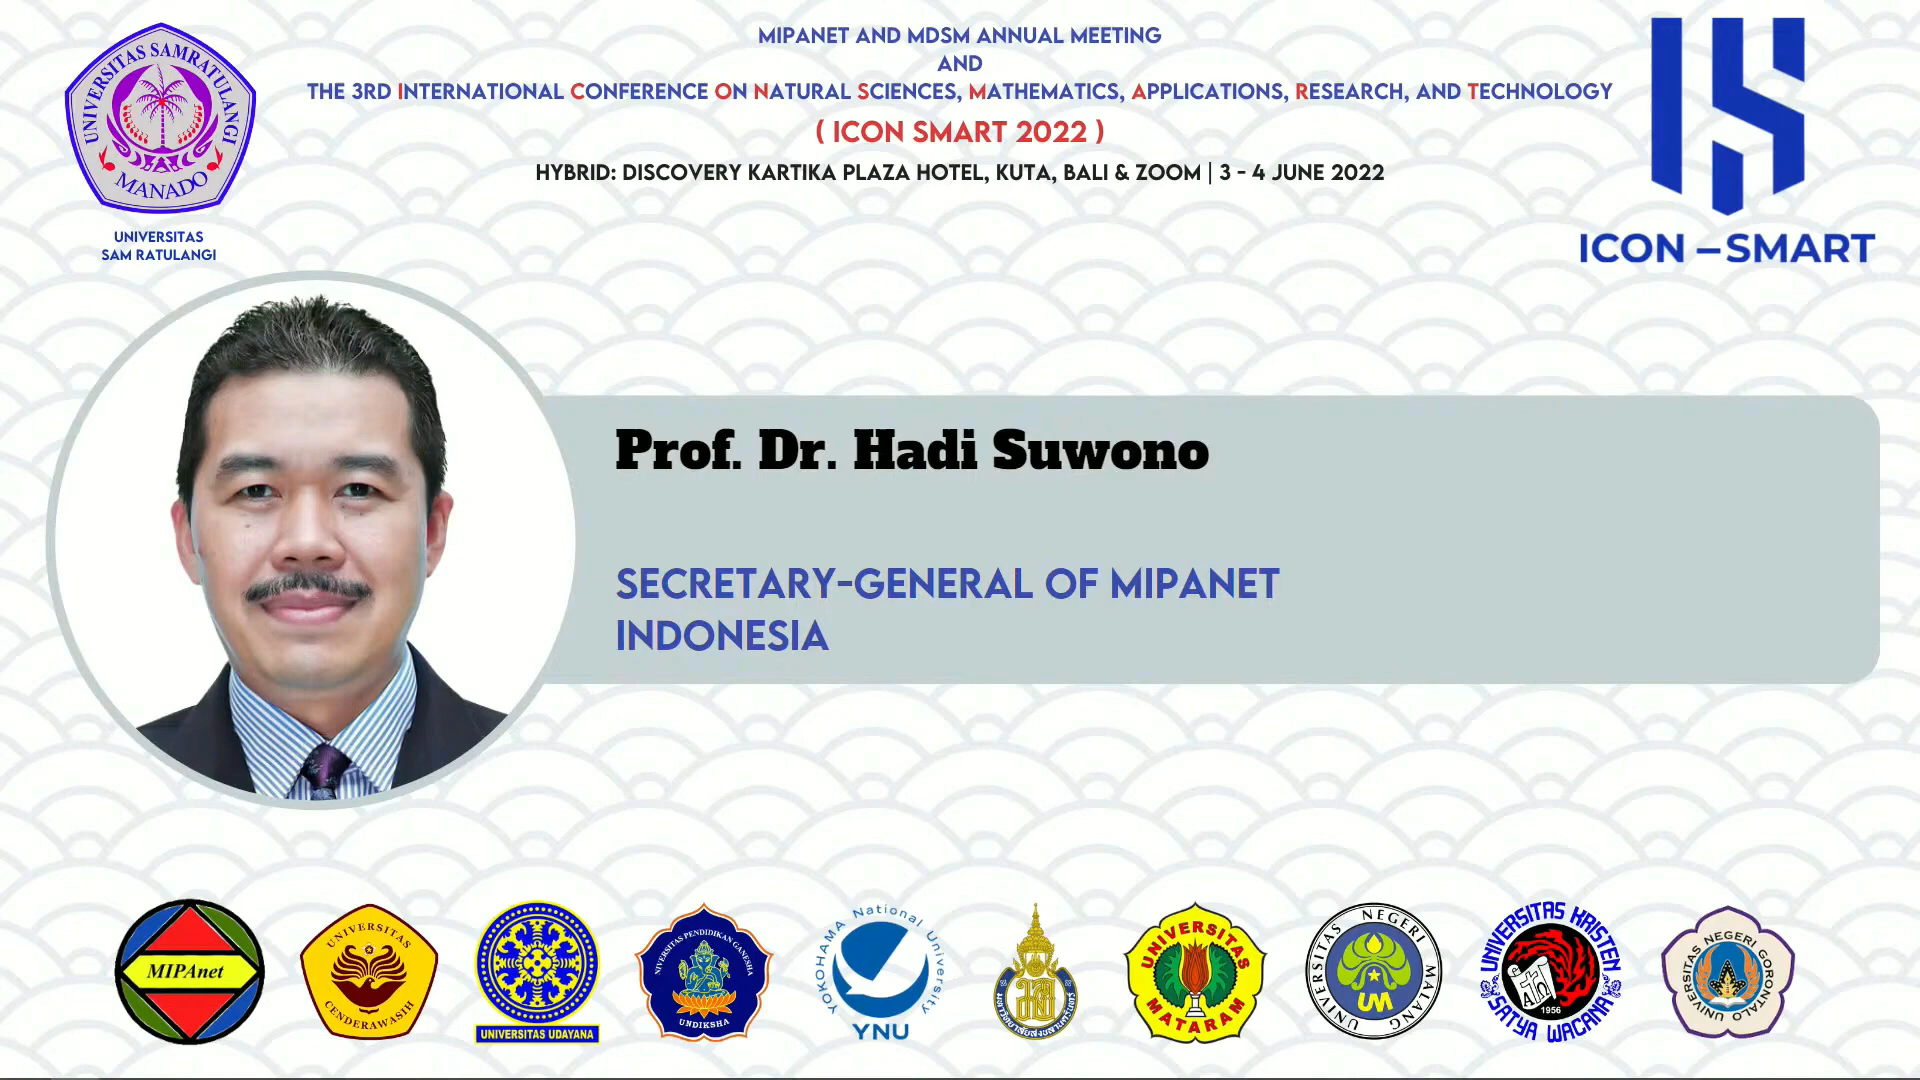 MIPANET AND MDSM ANNUAL MEETING
AND
THE 3RD INTERNATIONAL CONFERENCE ON NATURAL SCIENCES, MATHEMATICS, APPLICATIONS, RESEARCH, AND TECHNOLOGY
( ICON SMART 2022 )
HYBRID: DISCOVERY KARTIKA PLAZA HOTEL, KUTA, BALI & ZOOM | 3 - 4 JUNE 2022
UNIVERSITAS SAM RATULANGI
MANADO
UNIVERSITAS
SAM RATULANGI
ICON – SMART
Prof. Dr. Hadi Suwono
SECRETARY-GENERAL OF MIPANET
INDONESIA
MIPAnet
UNIVERSITAS
CENDERAWASIH
UNIVERSITAS UDAYANA
UNIVERSITAS PENDIDIKAN GANESHA
UNDIKSHA
YOKOHAMA National University
YNU
UNIVERSITAS
MATARAM
UNIVERSITAS NEGERI MALANG
UM
UNIVERSITAS KRISTEN
1956
SATYA WACANA
UNIVERSITAS NEGERI GORONTALO